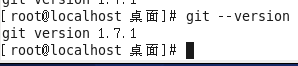 git version 1.7.1
[root@localhost 桌面]# git --version
git version 1.7.1
[root@localhost 桌面]#